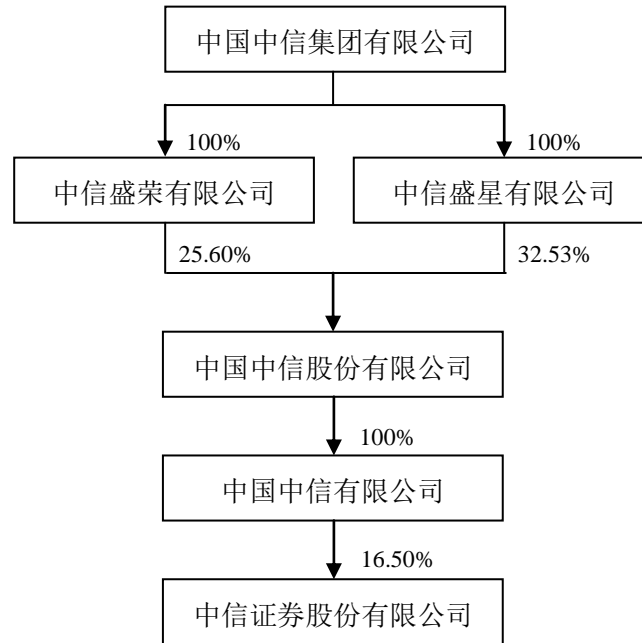 中国中信集团有限公司
100%
100%
中信盛荣有限公司
中信盛星有限公司
25.60%
32.53%
中国中信股份有限公司
100%
中国中信有限公司
16.50%
中信证券股份有限公司